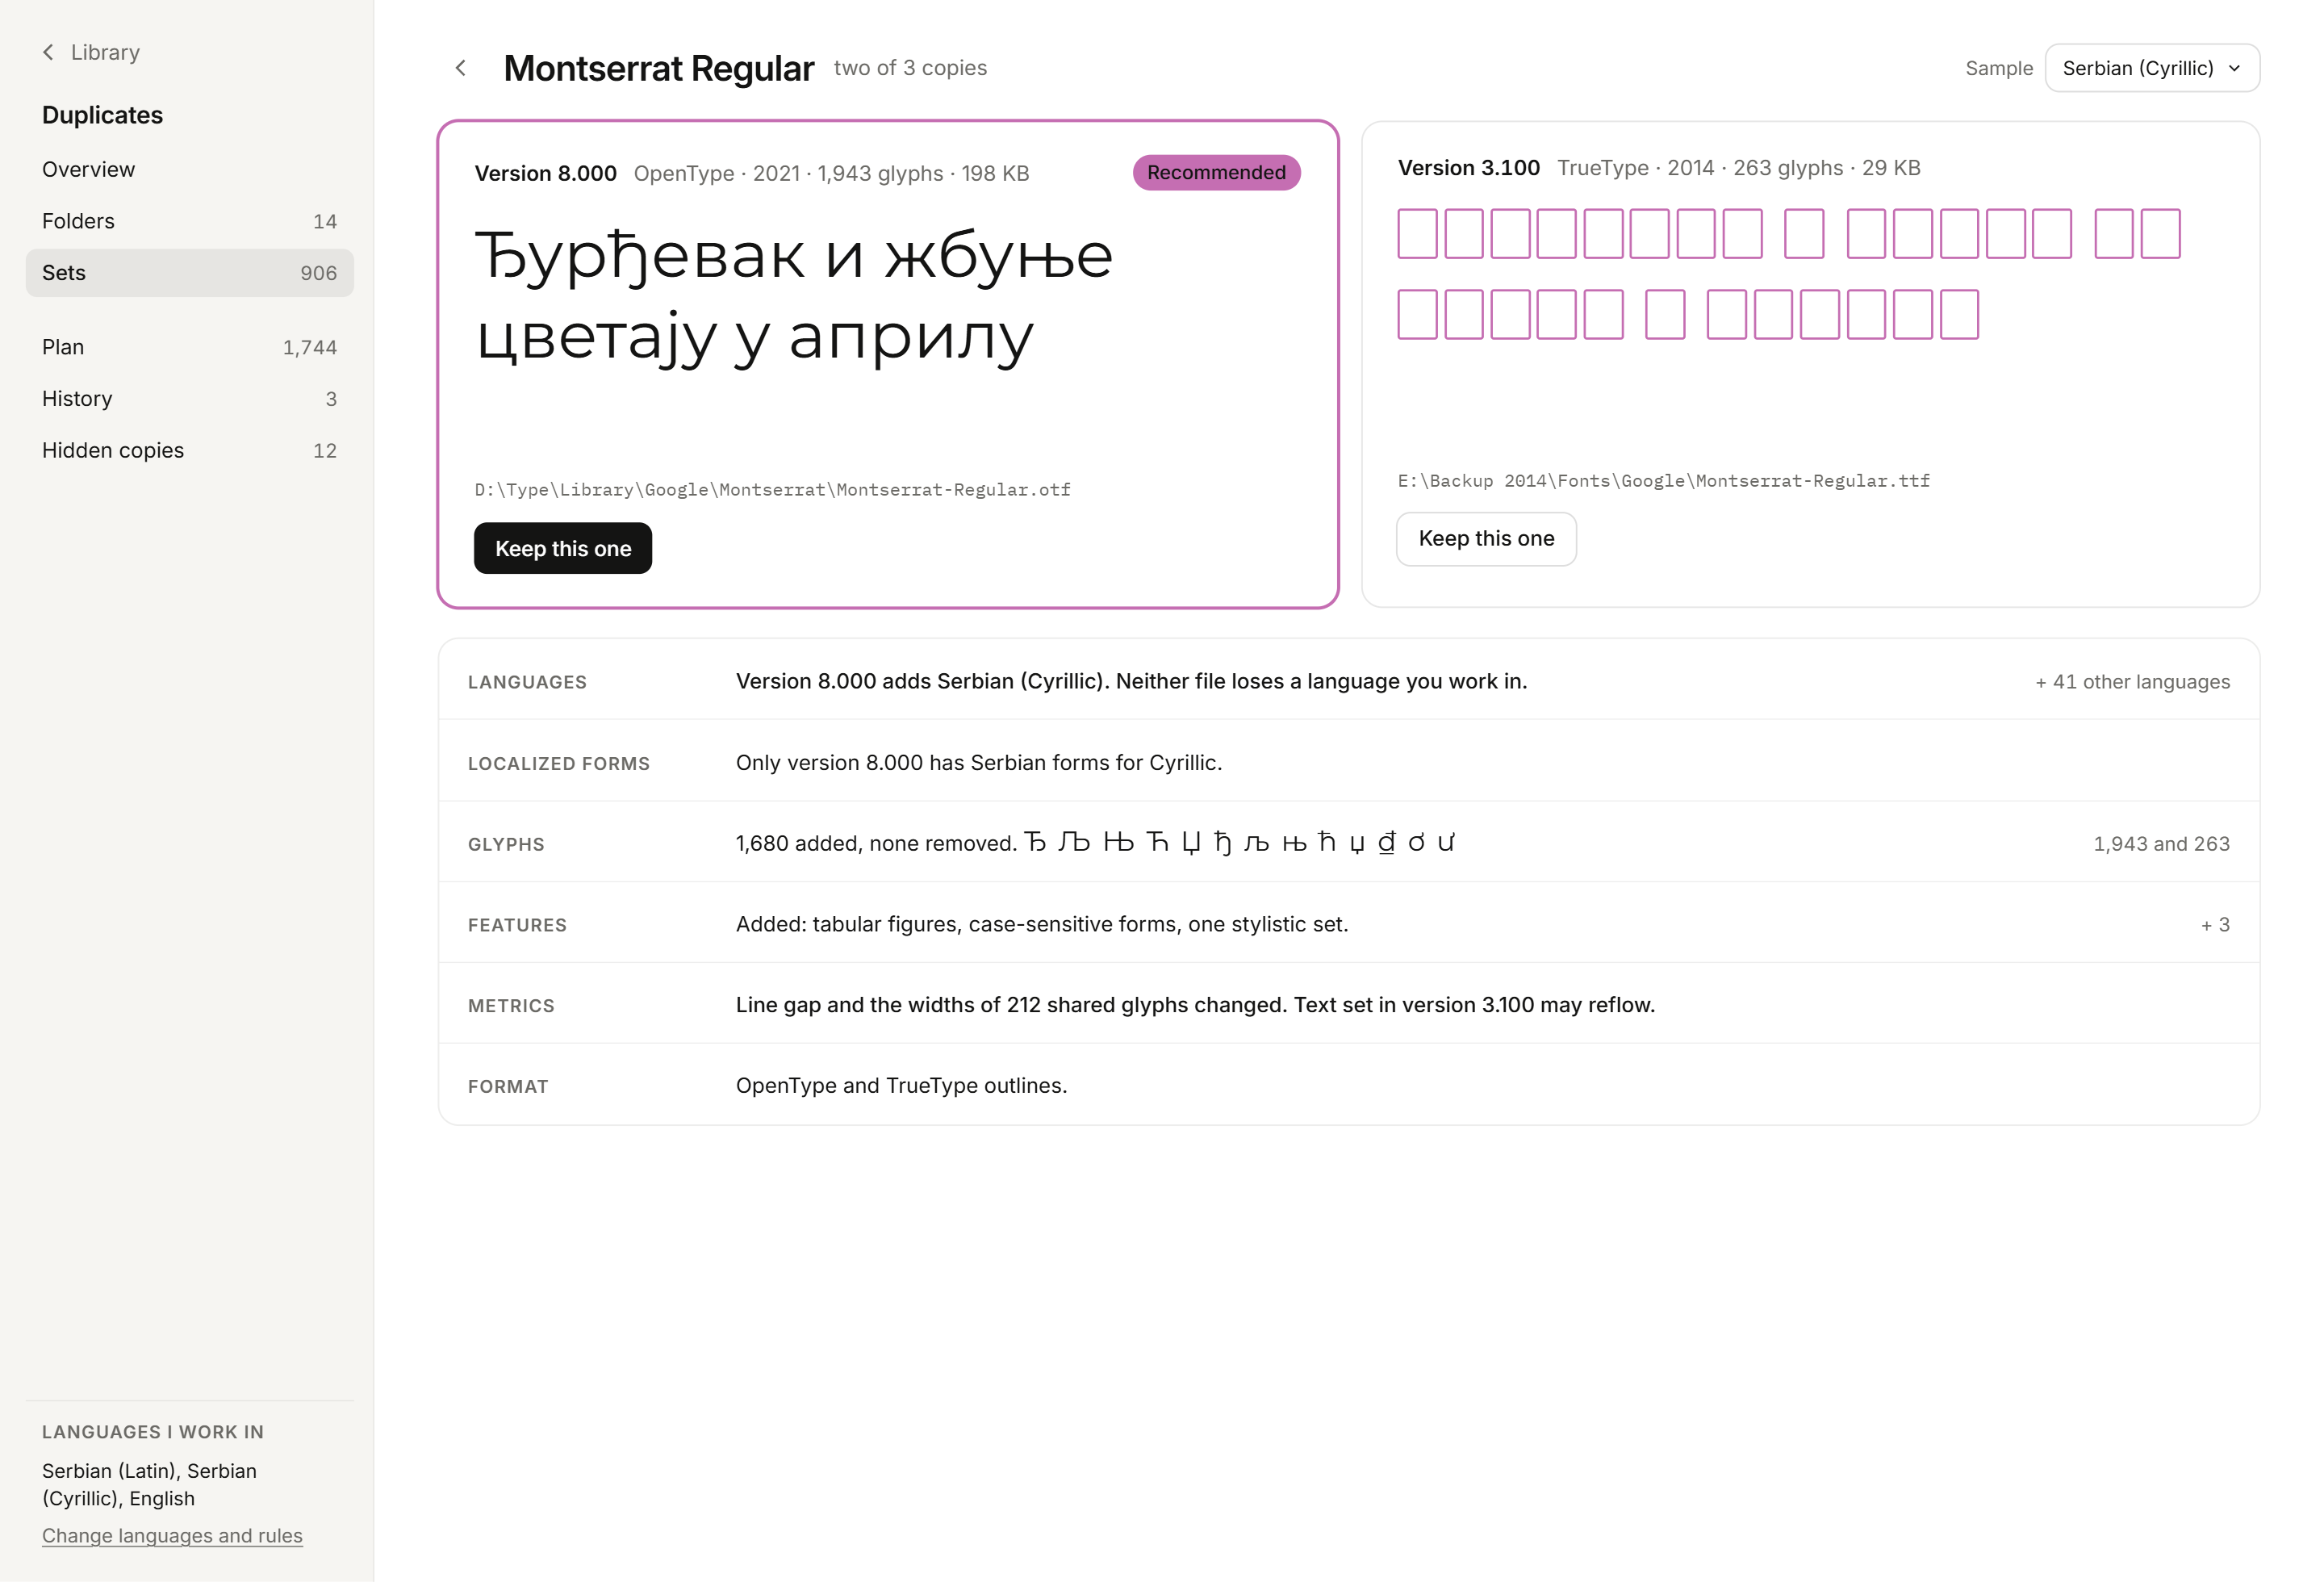 Library
Duplicates
Overview
Folders 14
Sets 906
Plan 1,744
History 3
Hidden copies 12
LANGUAGES I WORK IN
Serbian (Latin), Serbian
(Cyrillic), English
Change languages and rules
Montserrat Regular two of 3 copies
Sample Serbian (Cyrillic)
Version 8.000 OpenType · 2021 · 1,943 glyphs · 198 KB Recommended
Ђурђевак и жбуње
цветају у априлу
D:\Type\Library\Google\Montserrat\Montserrat-Regular.otf
Keep this one
Version 3.100 TrueType · 2014 · 263 glyphs · 29 KB
E:\Backup 2014\Fonts\Google\Montserrat-Regular.ttf
Keep this one
LANGUAGES Version 8.000 adds Serbian (Cyrillic). Neither file loses a language you work in. + 41 other languages
LOCALIZED FORMS Only version 8.000 has Serbian forms for Cyrillic.
GLYPHS 1,680 added, none removed. Ђ Љ Њ Ћ Џ ђ љ њ ћ џ ₫ ơ ư 1,943 and 263
FEATURES Added: tabular figures, case-sensitive forms, one stylistic set. + 3
METRICS Line gap and the widths of 212 shared glyphs changed. Text set in version 3.100 may reflow.
FORMAT OpenType and TrueType outlines.